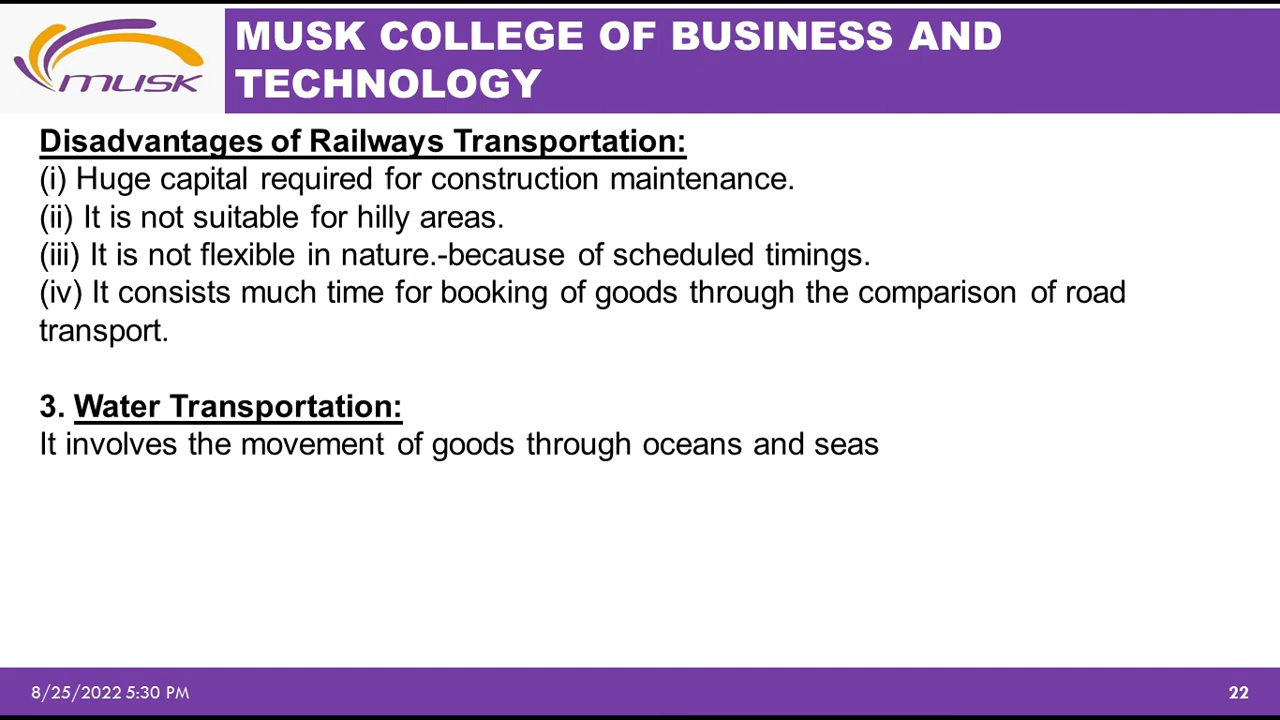 musk
MUSK COLLEGE OF BUSINESS AND
TECHNOLOGY
Disadvantages of Railways Transportation:
(i) Huge capital required for construction maintenance.
(ii) It is not suitable for hilly areas.
(iii) It is not flexible in nature.-because of scheduled timings.
(iv) It consists much time for booking of goods through the comparison of road
transport.
3. Water Transportation:
It involves the movement of goods through oceans and seas
8/25/2022 5:30 PM
22